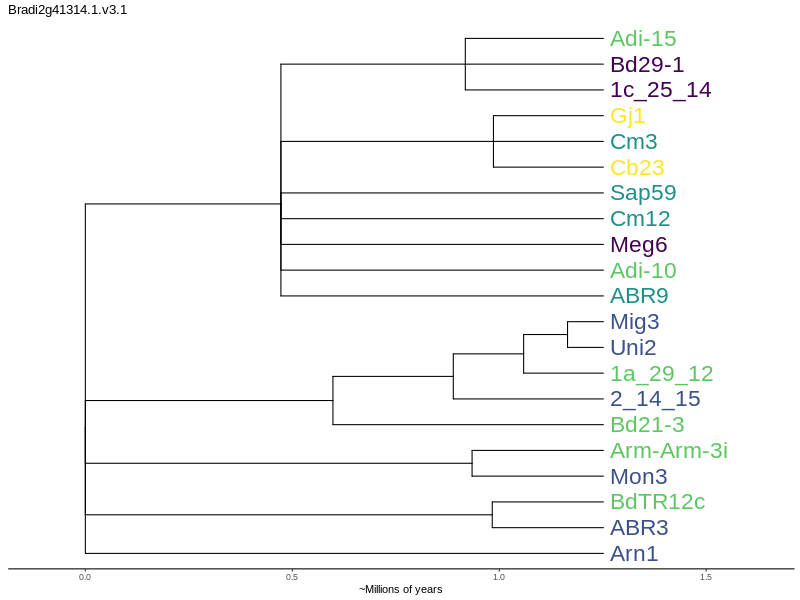 Bradi2g41314.1.v3.1
Adi-15
Bd29-1
1c_25_14
Gj1
Cm3
Cb23
Sap59
Cm12
Meg6
Adi-10
ABR9
Mig3
Uni2
1a_29_12
2_14_15
Bd21-3
Arm-Arm-3i
Mon3
BdTR12c
ABR3
Arn1
0.0 0.5 1.0 1.5
~Millions of years